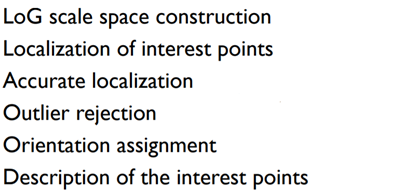 LoG scale space construction
Localization of interest points
Accurate localization
Outlier rejection
Orientation assignment
Description of the interest points